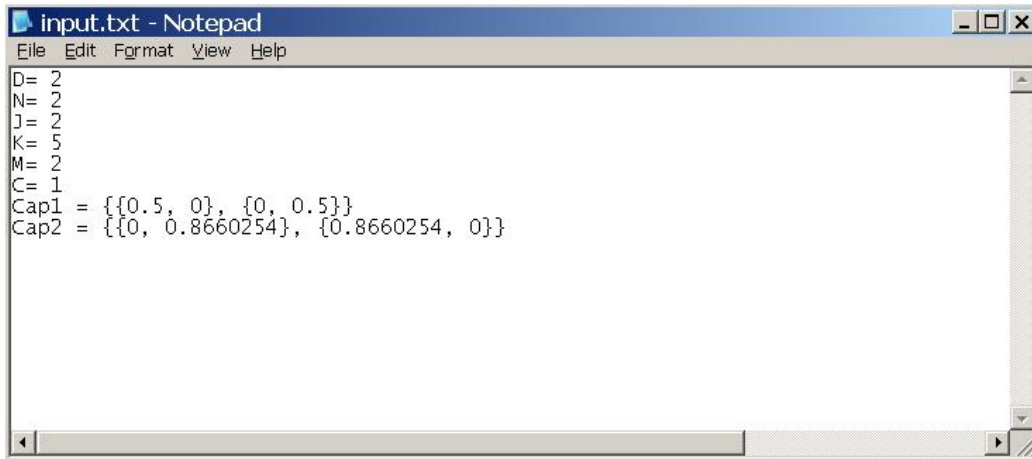 input.txt - Notepad
File Edit Format View Help
D= 2
N= 2
J= 2
K= 5
M= 2
C= 1
Cap1 = {{0.5, 0}, {0, 0.5}}
Cap2 = {{0, 0.8660254}, {0.8660254, 0}}